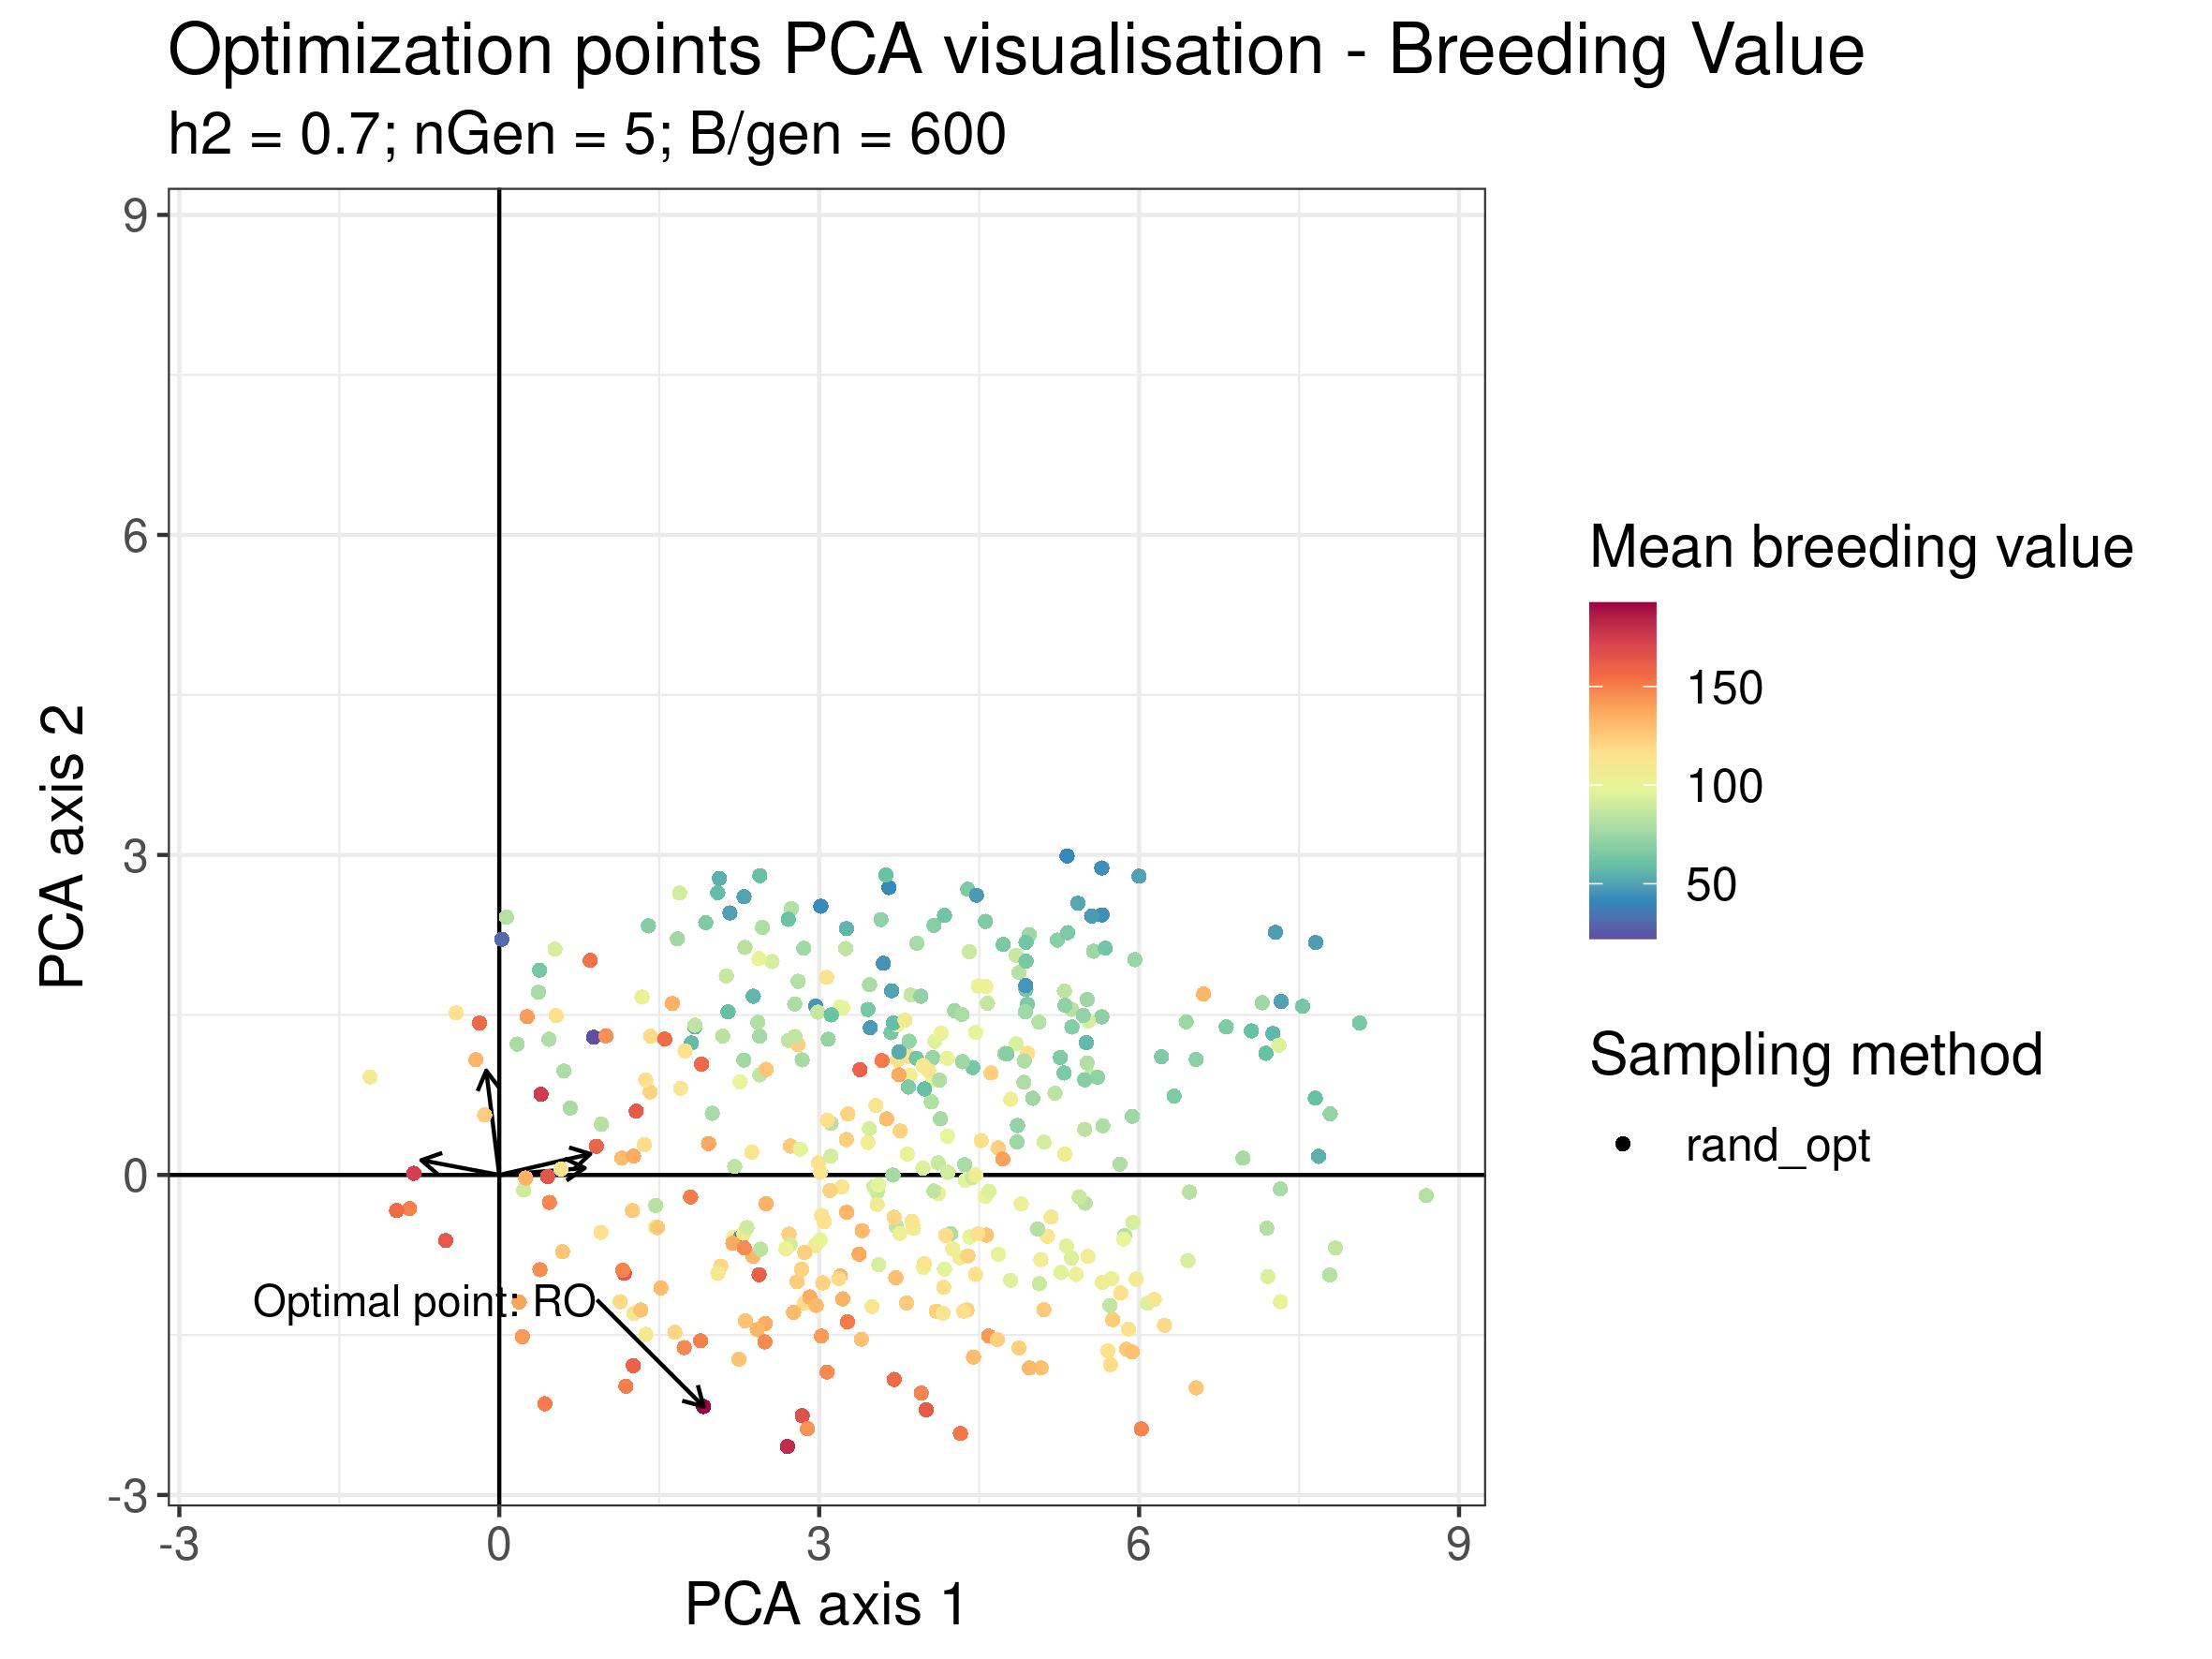 Optimization points PCA visualisation - Breeding Value
h2 = 0.7; nGen = 5; B/gen = 600
9
6
3
0
-3
PCA axis 2
Optimal point: RO
-3
0
3
6
9
PCA axis 1
Mean breeding value
150
100
50
Sampling method
rand_opt